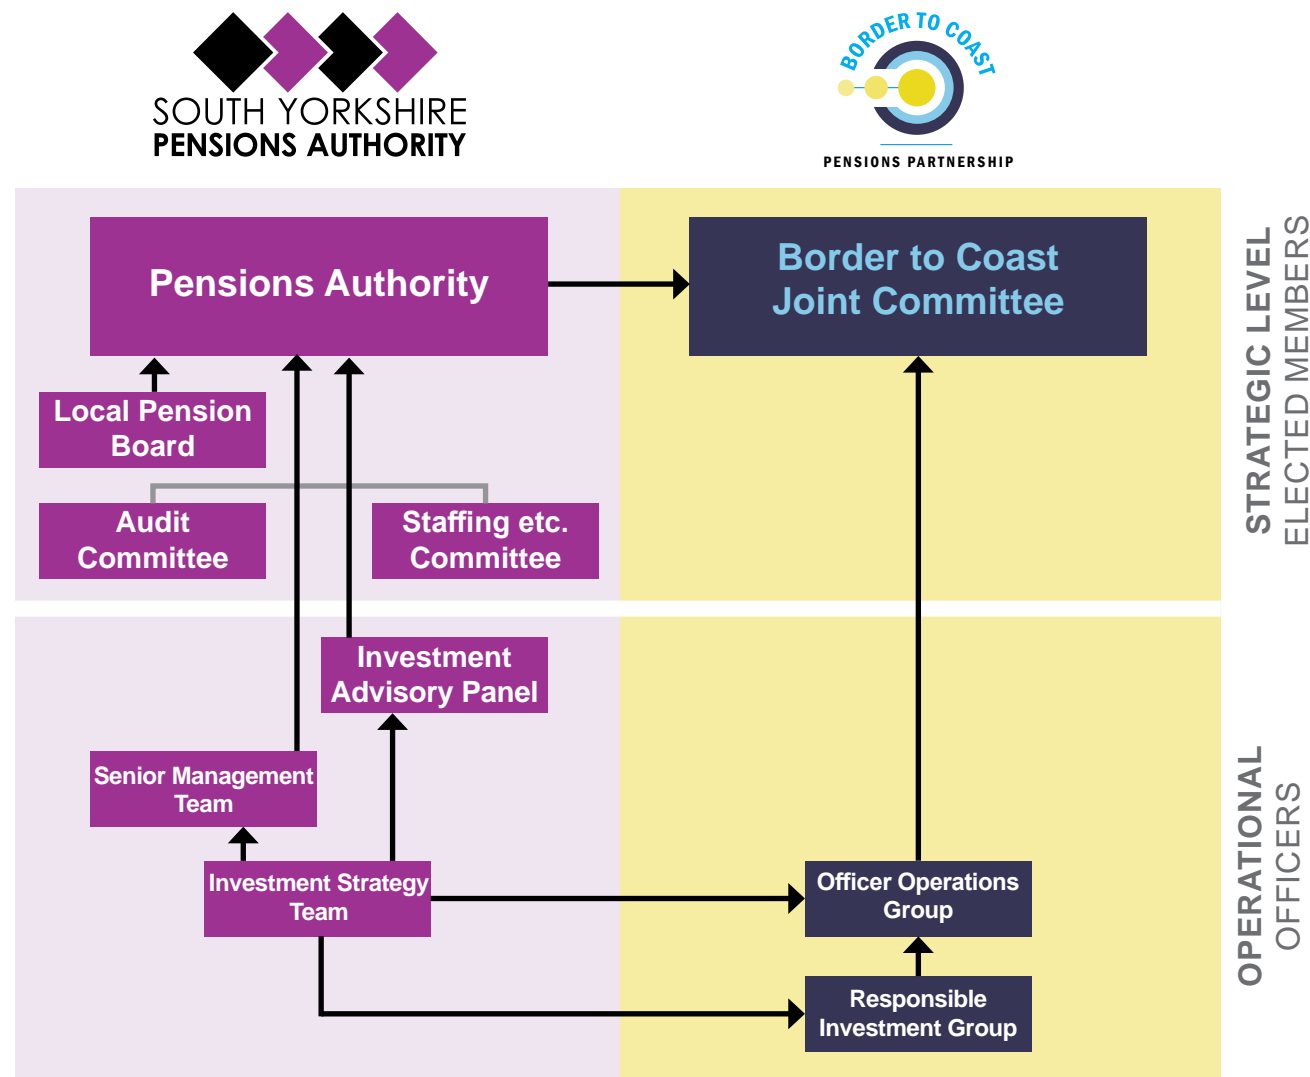 SOUTH YORKSHIRE
PENSIONS AUTHORITY
BORDER TO COAST
PENSIONS PARTNERSHIP
Pensions Authority
Border to Coast
Joint Committee
Local Pension
Board
Audit
Committee
Staffing etc.
Committee
STRATEGIC LEVEL
ELECTED MEMBERS
Investment
Advisory Panel
Senior Management
Team
Investment Strategy
Team
Officer Operations
Group
Responsible
Investment Group
OPERATIONAL
OFFICERS